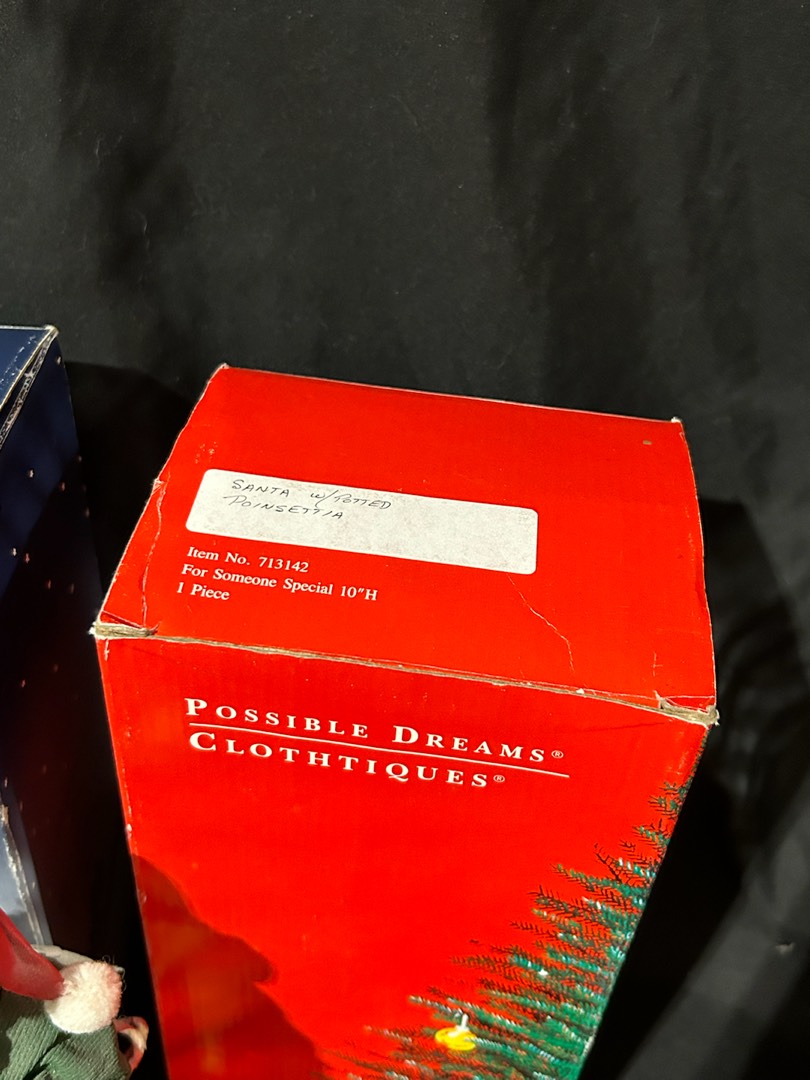 SANTA W/ POTTED
POINSETTIA
Item No. 713142
For Someone Special 10"H
1 Piece
POSSIBLE DREAMS®
CLOTHTIQUES®